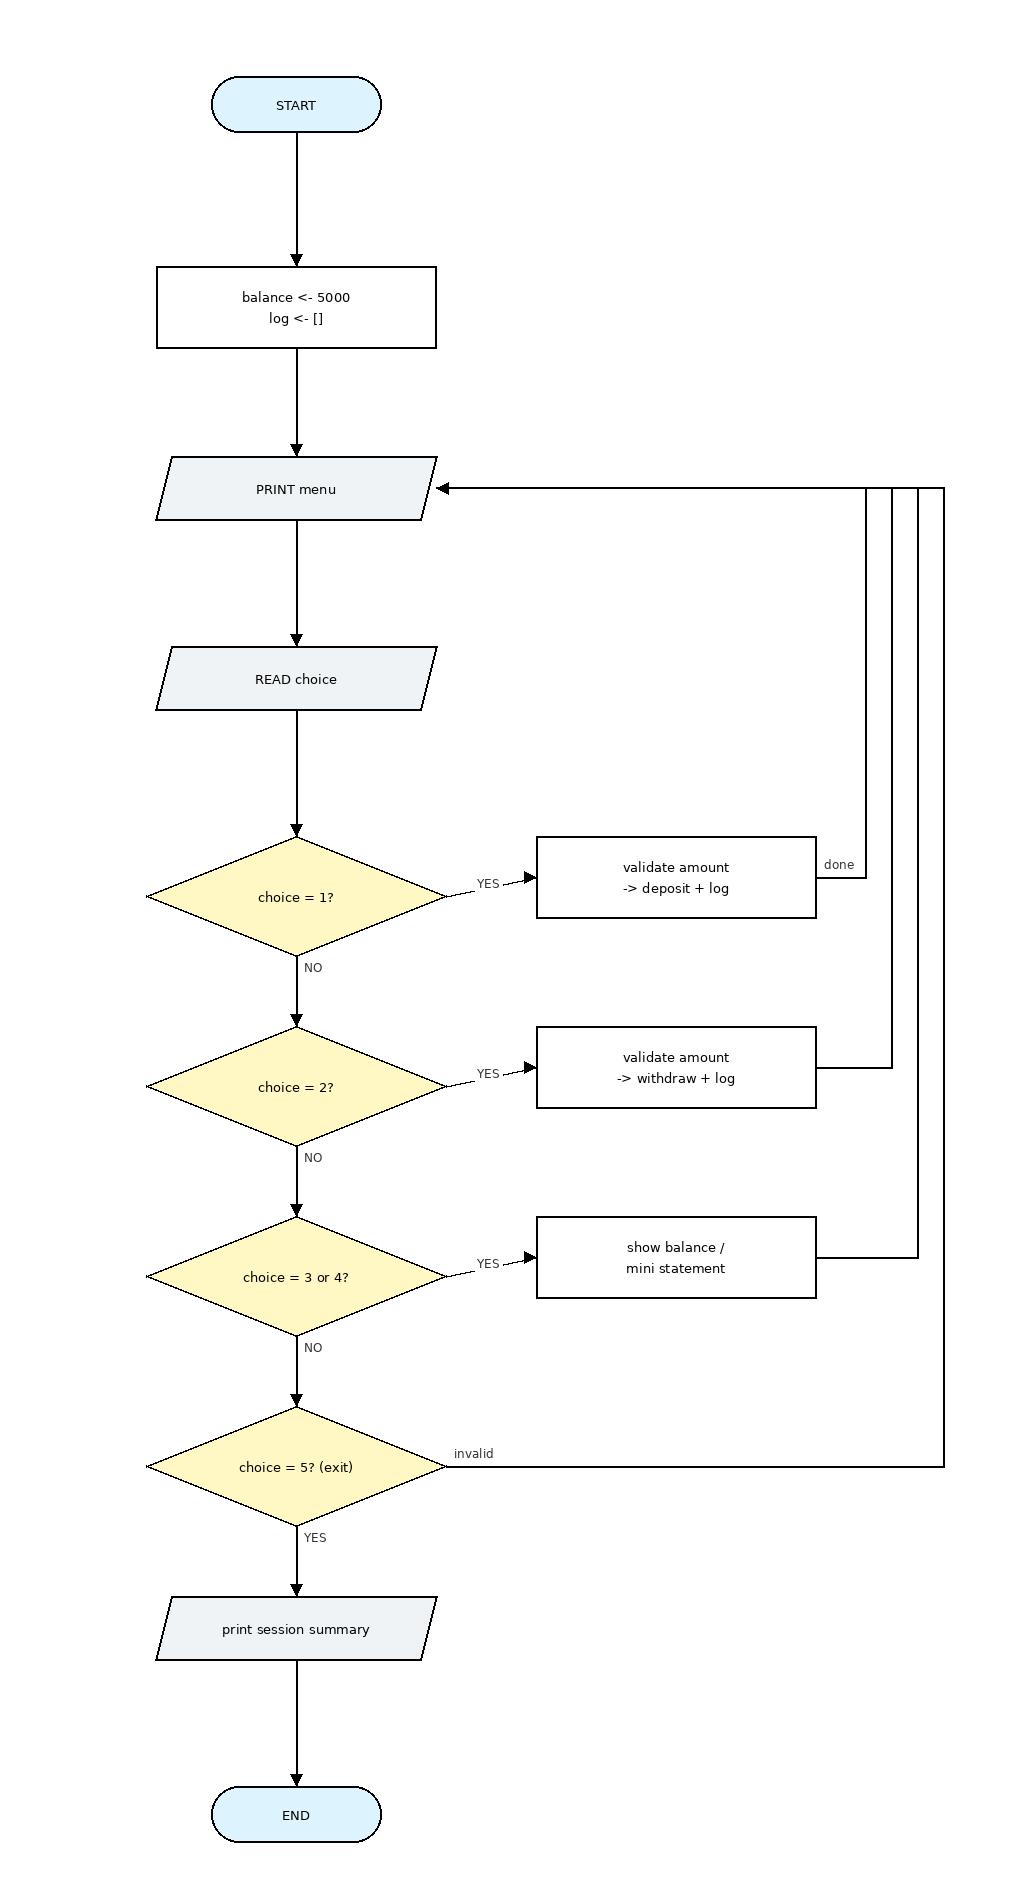 START
balance <- 5000
log <- []
PRINT menu
READ choice
choice = 1?
YES
validate amount
-> deposit + log
done
NO
choice = 2?
YES
validate amount
-> withdraw + log
NO
choice = 3 or 4?
YES
show balance /
mini statement
NO
choice = 5? (exit)
invalid
YES
print session summary
END